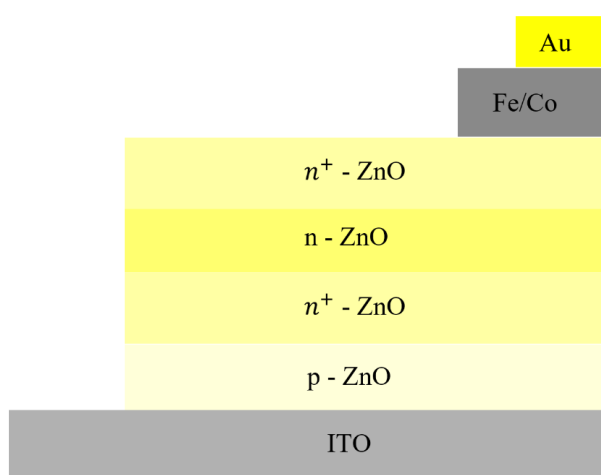 Au
Fe/Co
n⁺ - ZnO
n - ZnO
n⁺ - ZnO
p - ZnO
ITO